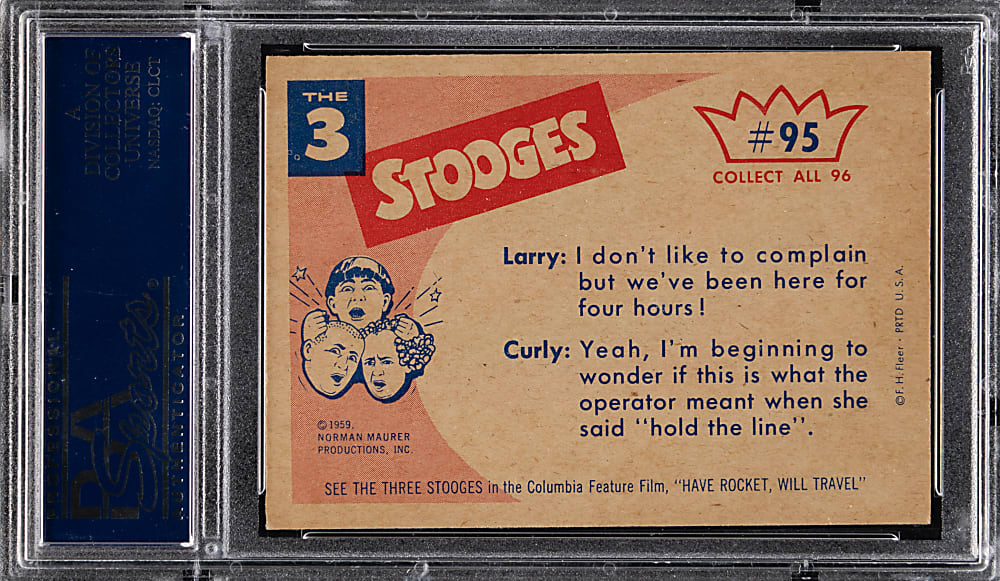 A
DIVISION OF
COLLECTORS
UNIVERSE
NASDAQ: CLCT
PSA
Sports
PROFESSIONAL
AUTHENTICATOR
THE
3
STOOGES
#95
COLLECT ALL 96
Larry: I don't like to complain
but we've been here for
four hours!
Curly: Yeah, I'm beginning to
wonder if this is what the
operator meant when she
said "hold the line".
©1959,
NORMAN MAURER
PRODUCTIONS, INC.
© F. H. Fleer · PRTD U. S. A.
SEE THE THREE STOOGES in the Columbia Feature Film, "HAVE ROCKET, WILL TRAVEL"